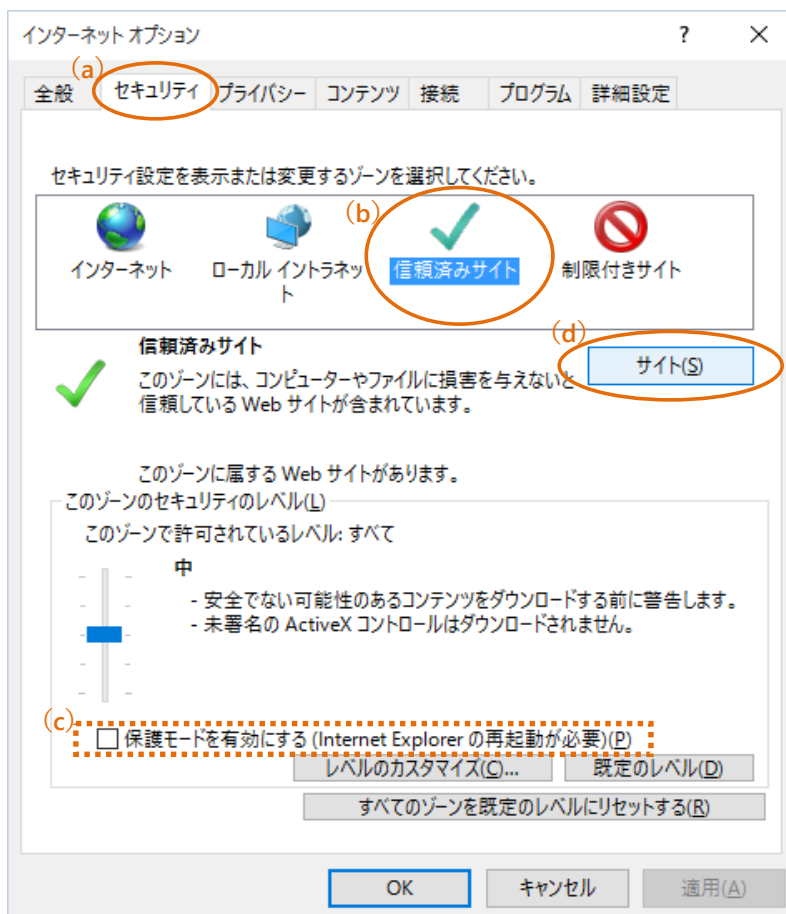 インターネット オプション ? ×
(a)
全般 セキュリティ プライバシー コンテンツ 接続 プログラム 詳細設定
セキュリティ設定を表示または変更するゾーンを選択してください。
(b)
インターネット ローカル イントラネッ 信頼済みサイト 制限付きサイト
ト
(d)
信頼済みサイト
サイト(S)
このゾーンには、コンピューターやファイルに損害を与えないと
信頼している Web サイトが含まれています。
このゾーンに属する Web サイトがあります。
このゾーンのセキュリティのレベル(L)
このゾーンで許可されているレベル: すべて
中
- 安全でない可能性のあるコンテンツをダウンロードする前に警告します。
- 未署名の ActiveX コントロールはダウンロードされません。
(c)
保護モードを有効にする (Internet Explorer の再起動が必要)(P)
レベルのカスタマイズ(C)... 既定のレベル(D)
すべてのゾーンを既定のレベルにリセットする(R)
OK キャンセル 適用(A)